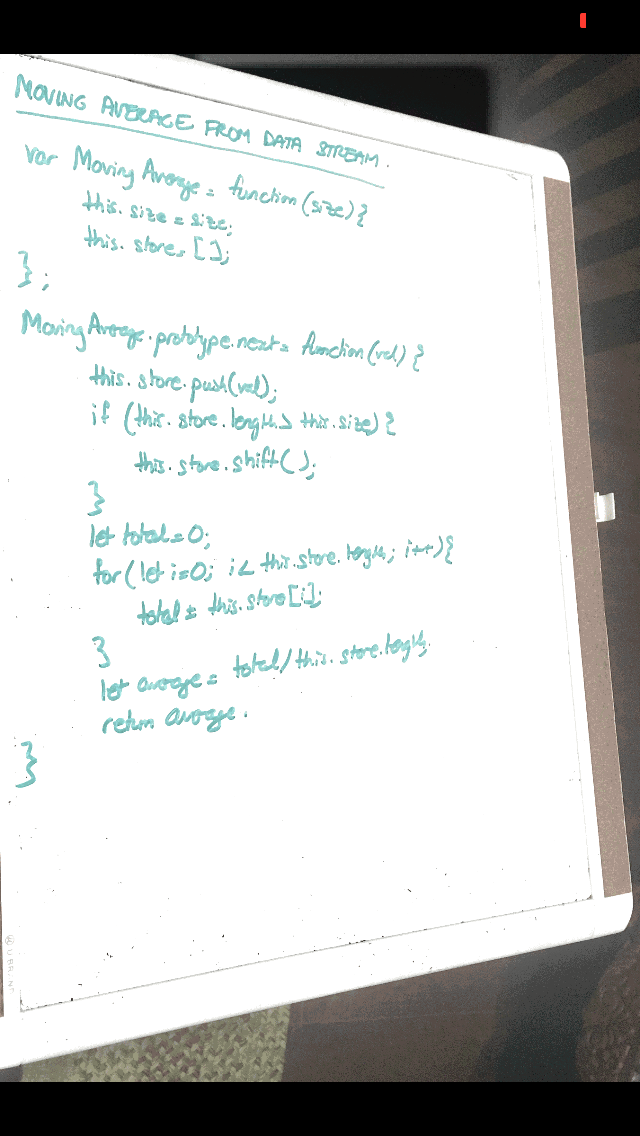 MOVING AVERAGE FROM DATA STREAM.
var Moving Average = function(size){
this.size = size;
this.store = [];
};
MovingAverage.prototype.next = function(val) {
this.store.push(val);
if (this.store.length > this.size) {
this.store.shift();
}
let total = 0;
for(let i=0; i < this.store.length; i++){
total += this.store[i];
}
let average = total/this.store.length;
return average.
}